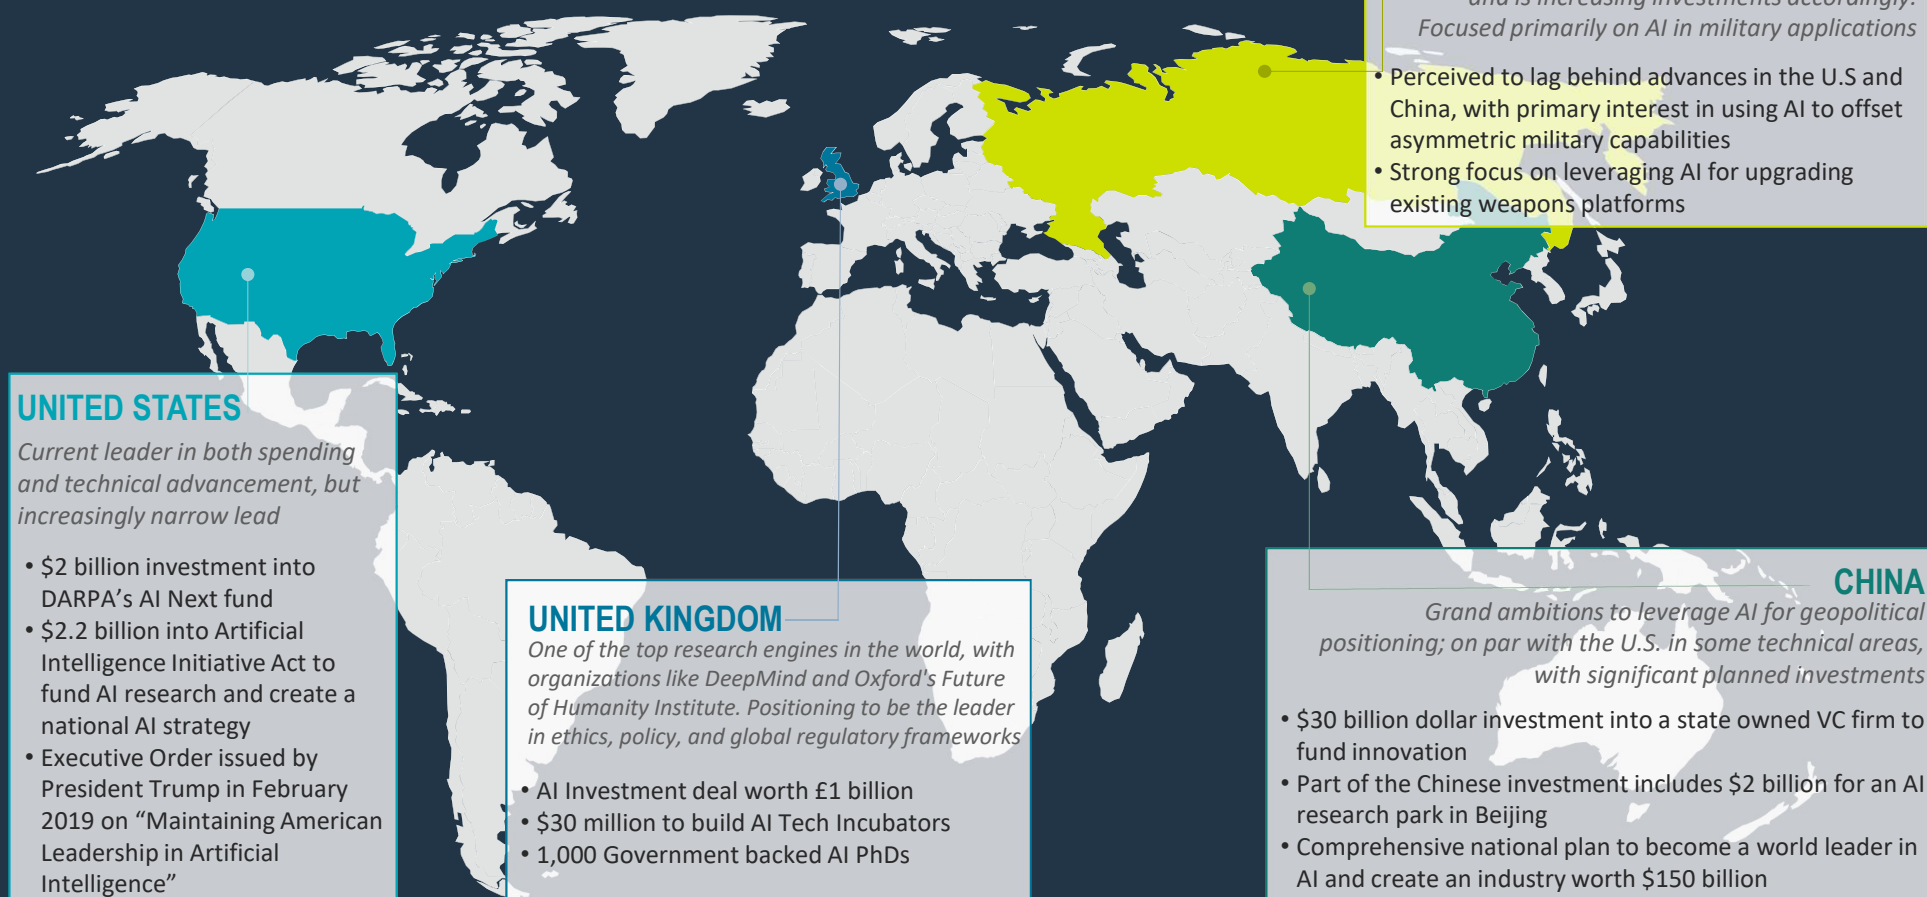 and is increasing investments accordingly.
Focused primarily on AI in military applications
• Perceived to lag behind advances in the U.S and
China, with primary interest in using AI to offset
asymmetric military capabilities
• Strong focus on leveraging AI for upgrading
existing weapons platforms
UNITED STATES
Current leader in both spending
and technical advancement, but
increasingly narrow lead
• $2 billion investment into
DARPA’s AI Next fund
• $2.2 billion into Artificial
Intelligence Initiative Act to
fund AI research and create a
national AI strategy
• Executive Order issued by
President Trump in February
2019 on “Maintaining American
Leadership in Artificial
Intelligence”
UNITED KINGDOM
One of the top research engines in the world, with
organizations like DeepMind and Oxford's Future
of Humanity Institute. Positioning to be the leader
in ethics, policy, and global regulatory frameworks
• AI Investment deal worth £1 billion
• $30 million to build AI Tech Incubators
• 1,000 Government backed AI PhDs
CHINA
Grand ambitions to leverage AI for geopolitical
positioning; on par with the U.S. in some technical areas,
with significant planned investments
• $30 billion dollar investment into a state owned VC firm to
fund innovation
• Part of the Chinese investment includes $2 billion for an AI
research park in Beijing
• Comprehensive national plan to become a world leader in
AI and create an industry worth $150 billion